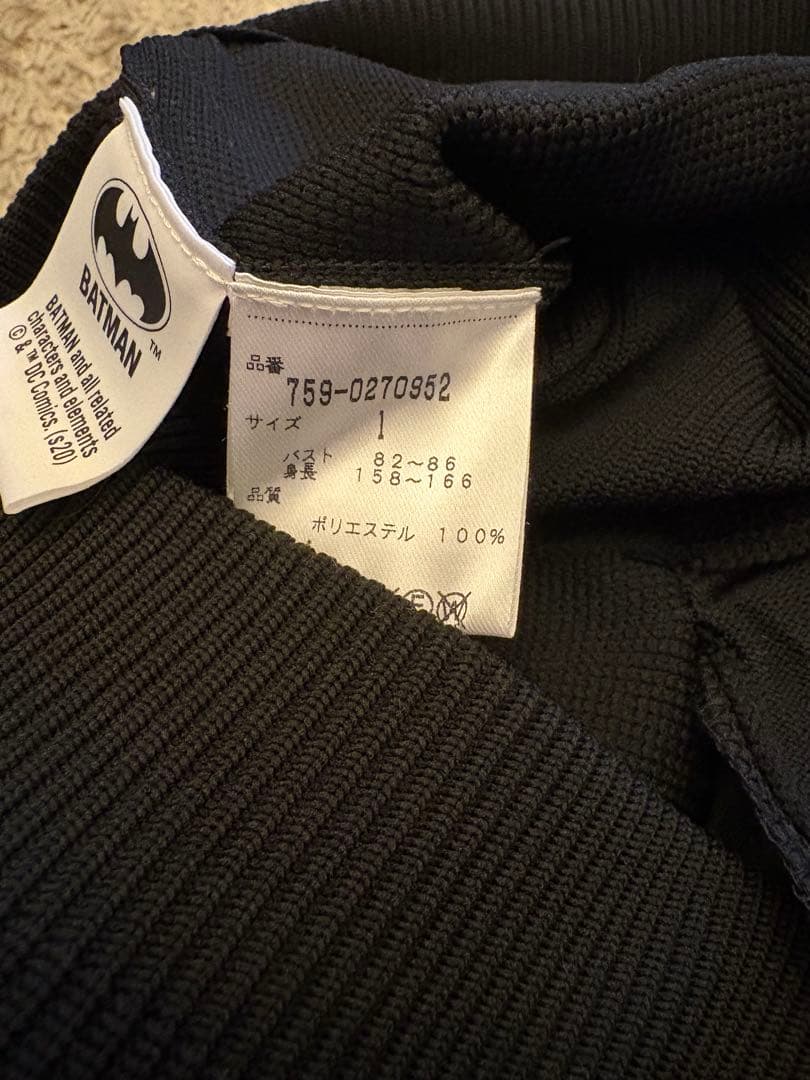 BATMAN ™
BATMAN and all related
characters and elements
© & ™ DC Comics. (s20)
品番
759-0270952
サイズ
1
バスト 82～86
身長 158～166
品質
ポリエステル 100%
F W